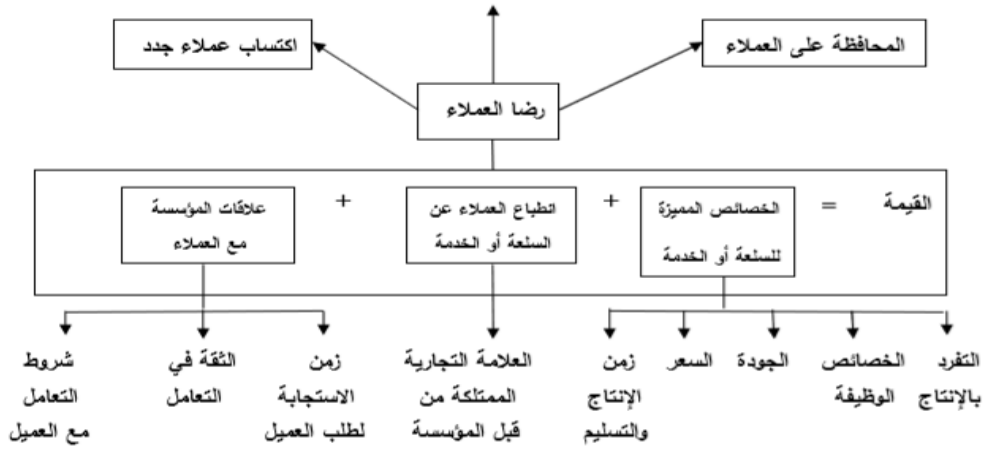 المحافظة على العملاء
اكتساب عملاء جدد
رضا العملاء
القيمة
=
الخصائص المميزة
للسلعة أو الخدمة
+
انطباع العملاء عن
السلعة أو الخدمة
+
علاقات المؤسسة
مع العملاء
التفرد
بالإنتاج
الخصائص
الوظيفة
الجودة
السعر
زمن
الإنتاج
والتسليم
العلامة التجارية
الممتلكة من
قبل المؤسسة
زمن
الاستجابة
لطلب العميل
الثقة في
التعامل
شروط
التعامل
مع العميل